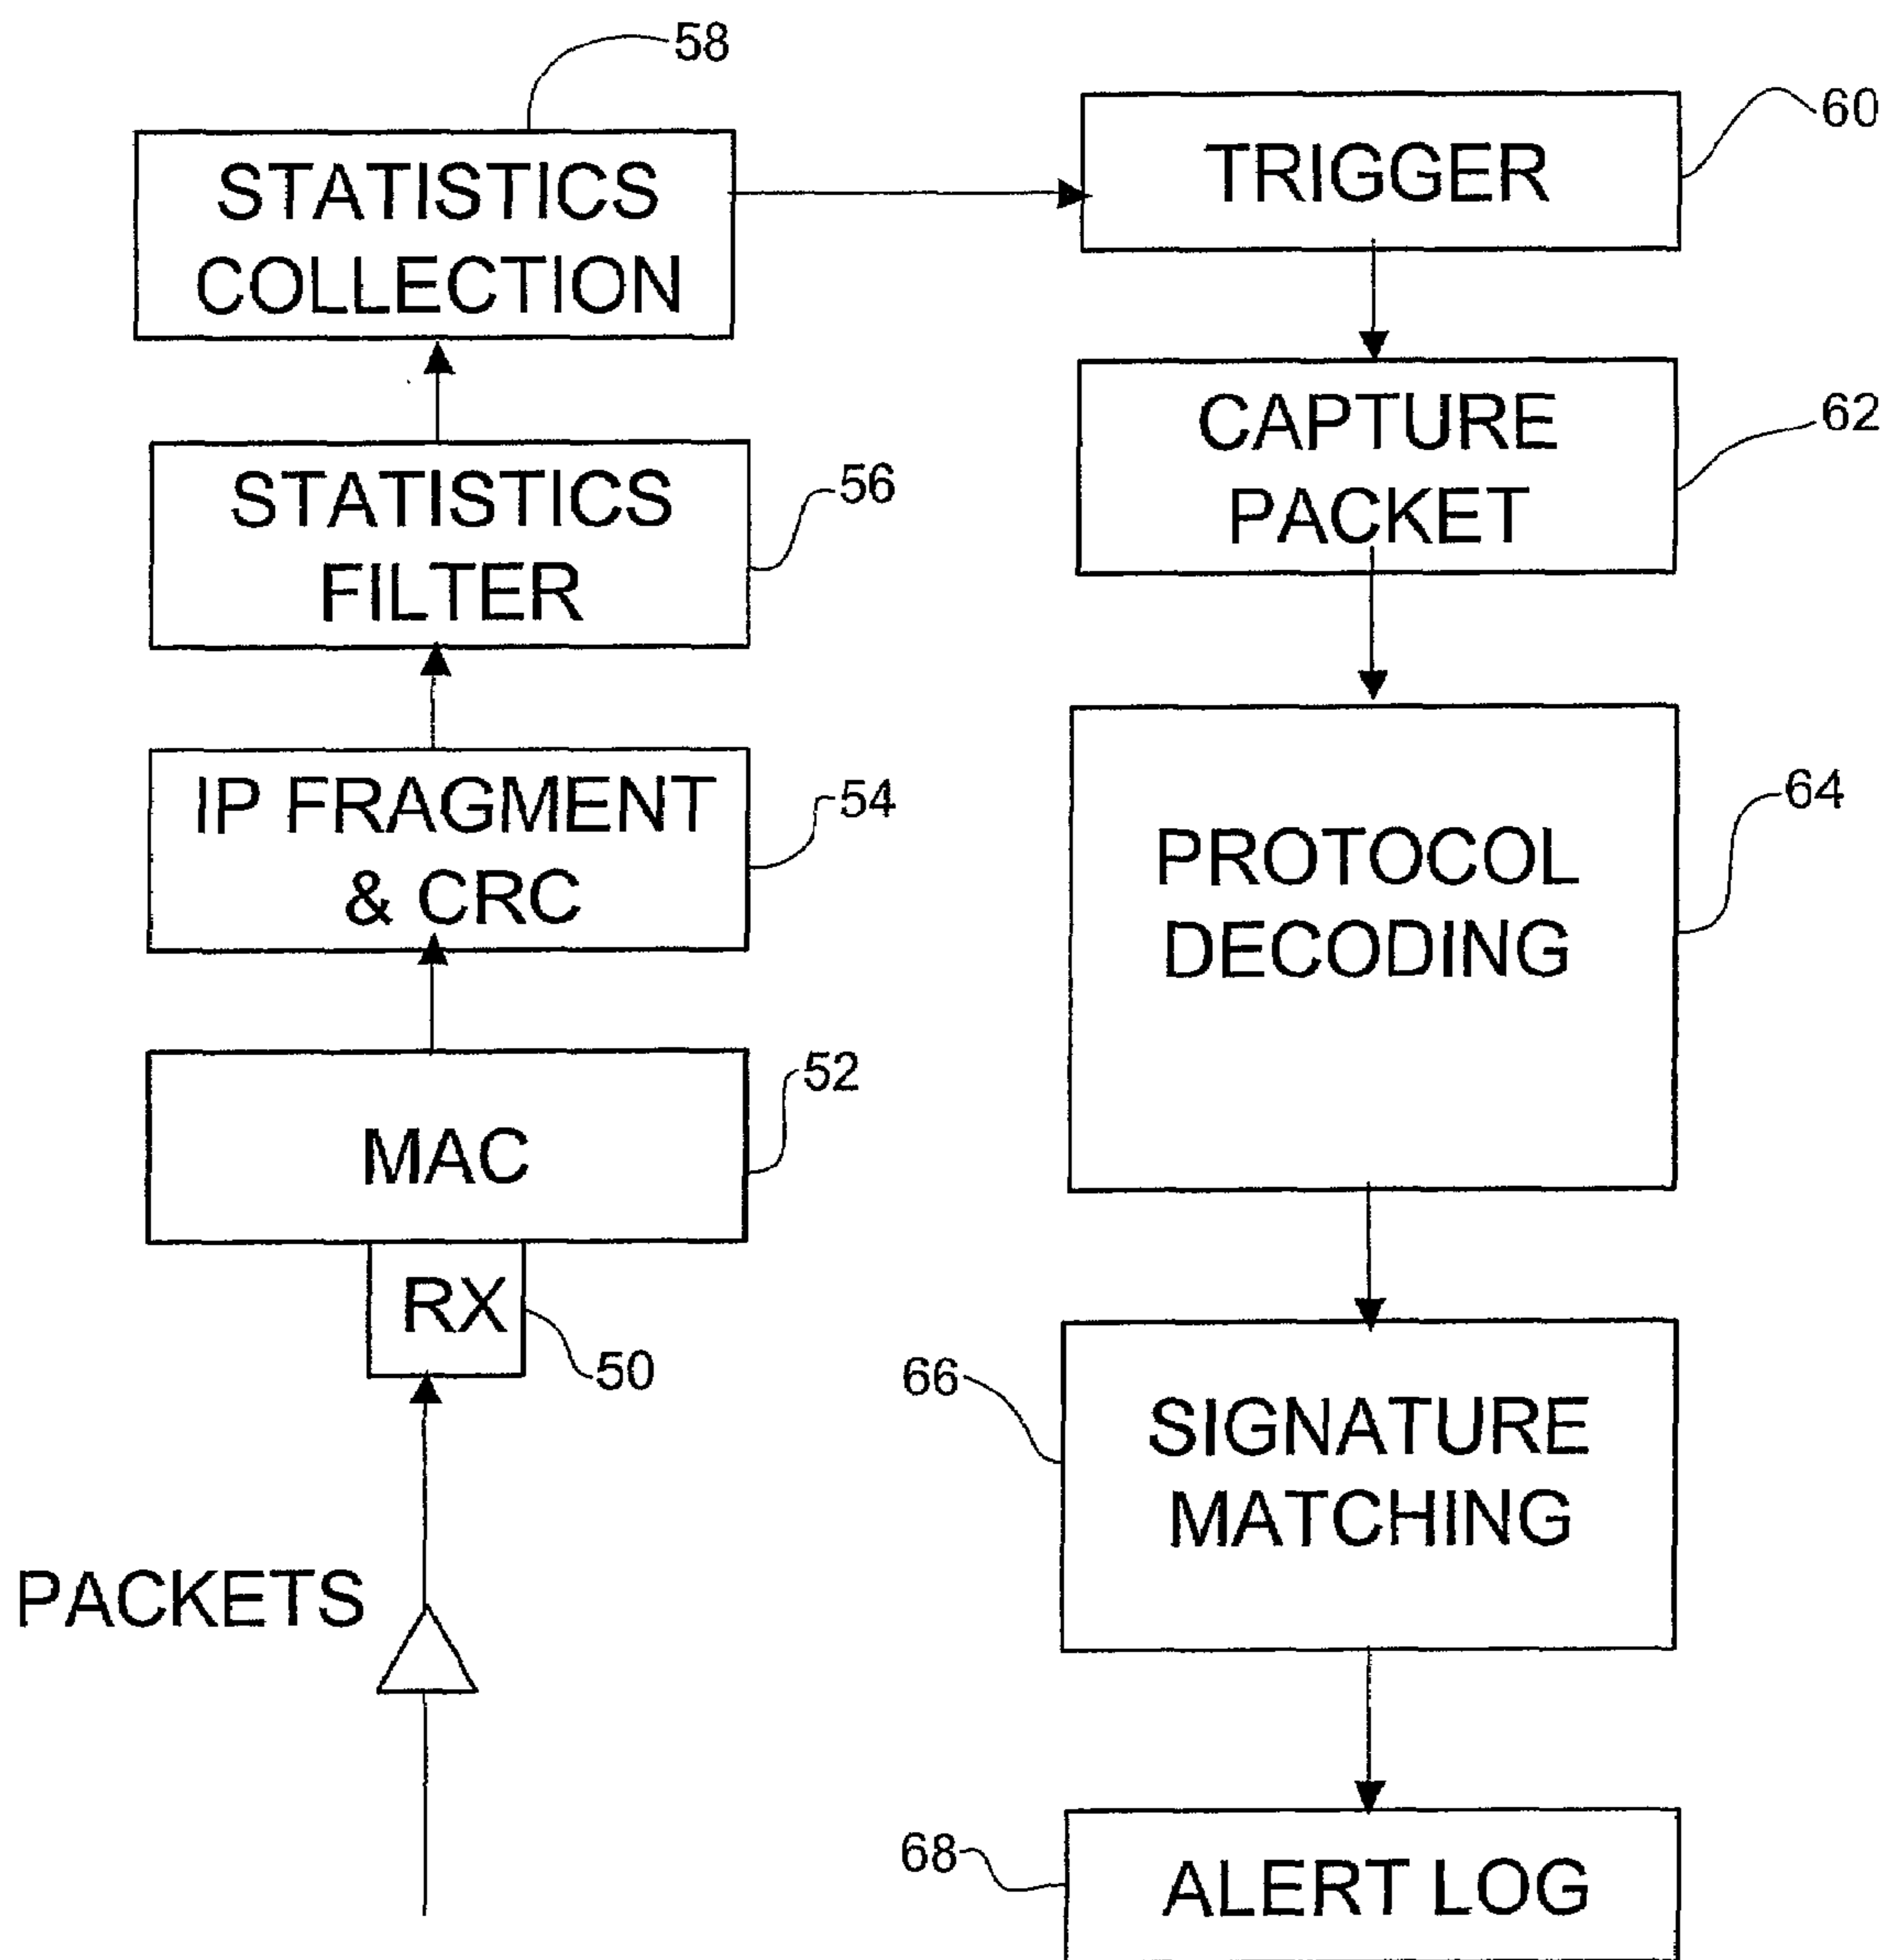 58
STATISTICS
COLLECTION
TRIGGER
60
CAPTURE
PACKET
62
STATISTICS
FILTER
56
IP FRAGMENT
& CRC
54
PROTOCOL
DECODING
64
MAC
52
RX
50
66
SIGNATURE
MATCHING
PACKETS
68
ALERT LOG